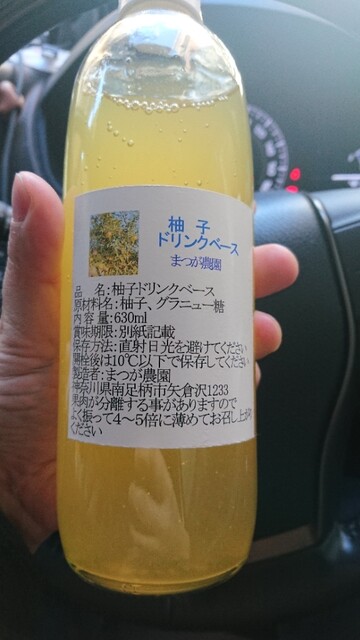 柚子
ドリンクベース
まつが農園
品　　名:柚子ドリンクベース
原材料名:柚子、グラニュー糖
内容量:630ml
賞味期限:別紙記載
保存方法:直射日光を避けてください
開栓後は10℃以下で保存してください
製造者:まつが農園
神奈川県南足柄市矢倉沢1233
果肉が分離する事がありますので
よく振って4～5倍に薄めてお召し上がり
ください